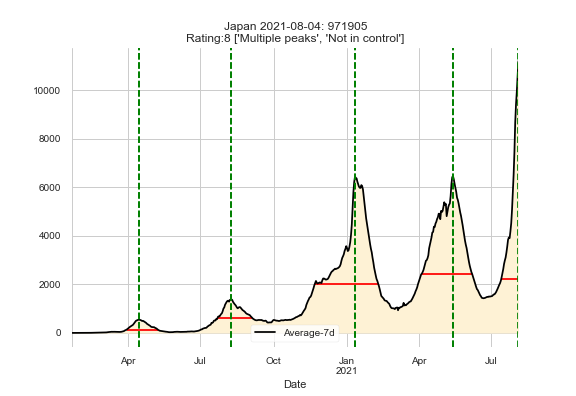 Japan 2021-08-04: 971905
Rating:8 ['Multiple peaks', 'Not in control']
10000
8000
6000
4000
2000
0
Average-7d
Apr
Jul
Oct
Jan
2021
Apr
Jul
Date